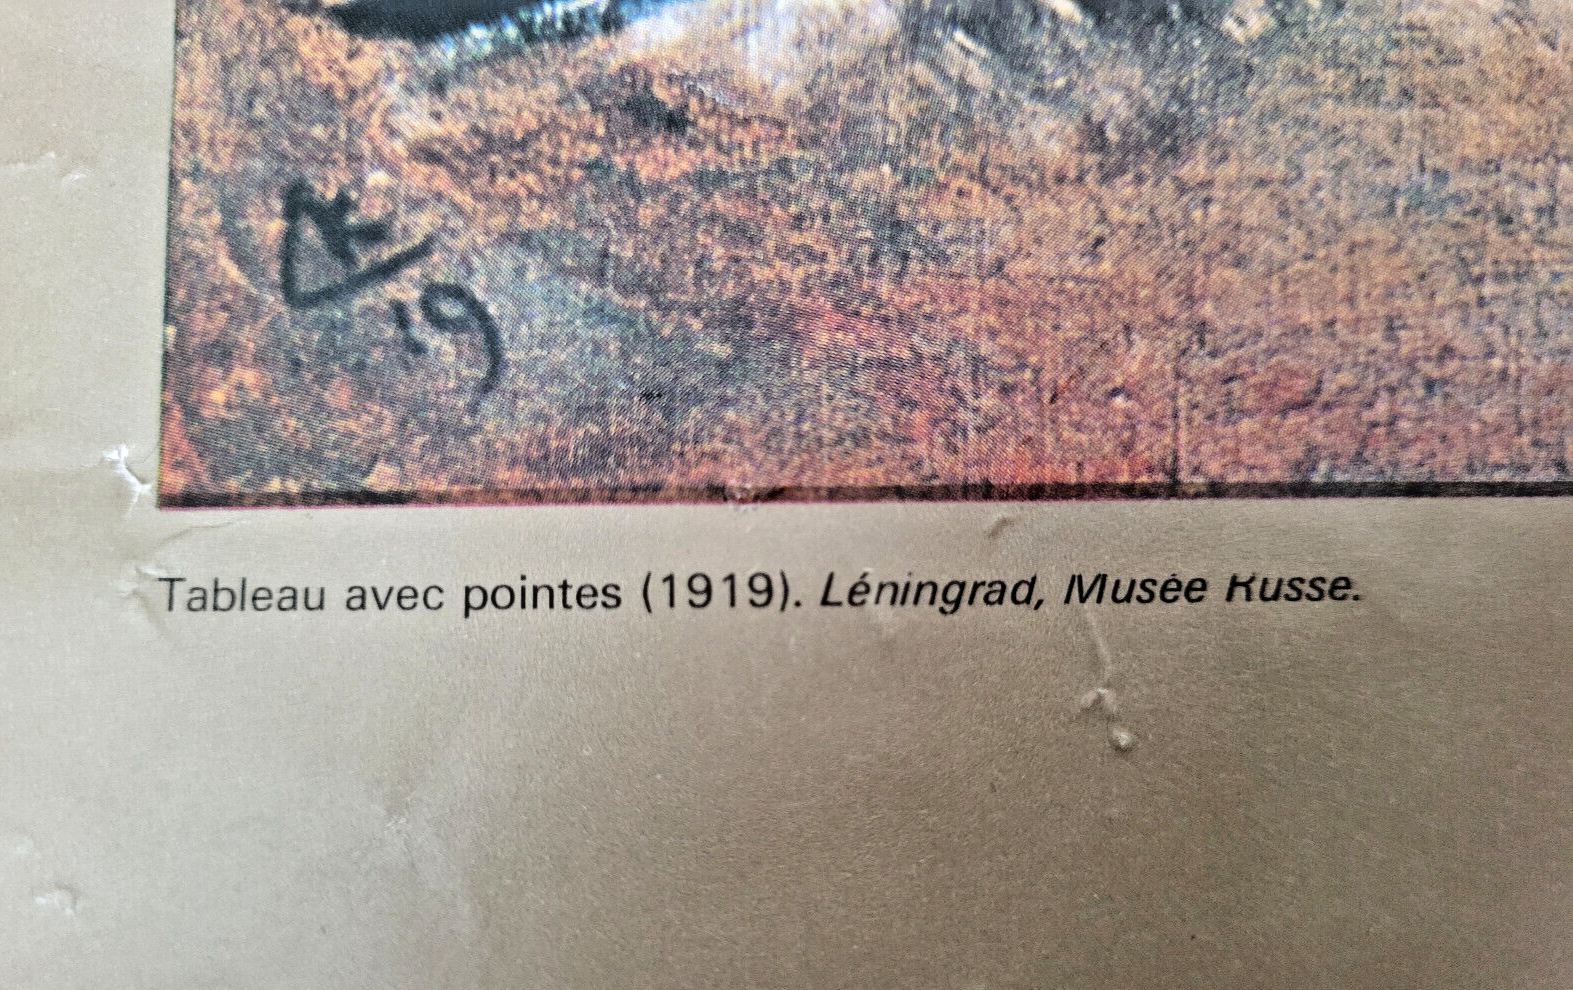 19
Tableau avec pointes (1919). Léningrad, Musée Russe.